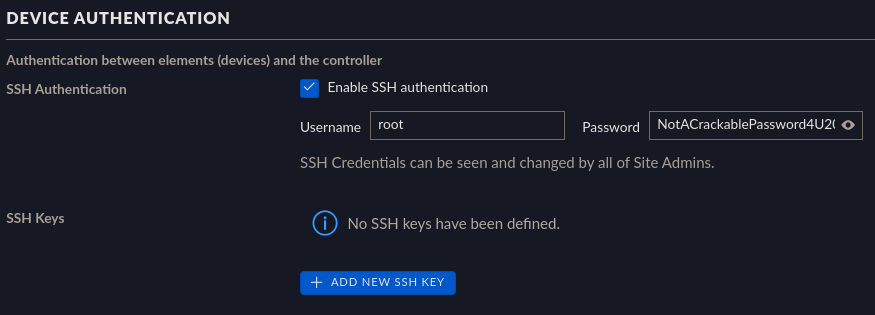 DEVICE AUTHENTICATION
Authentication between elements (devices) and the controller
SSH Authentication
Enable SSH authentication
Username root Password NotACrackablePassword4U20
SSH Credentials can be seen and changed by all of Site Admins.
SSH Keys
No SSH keys have been defined.
ADD NEW SSH KEY